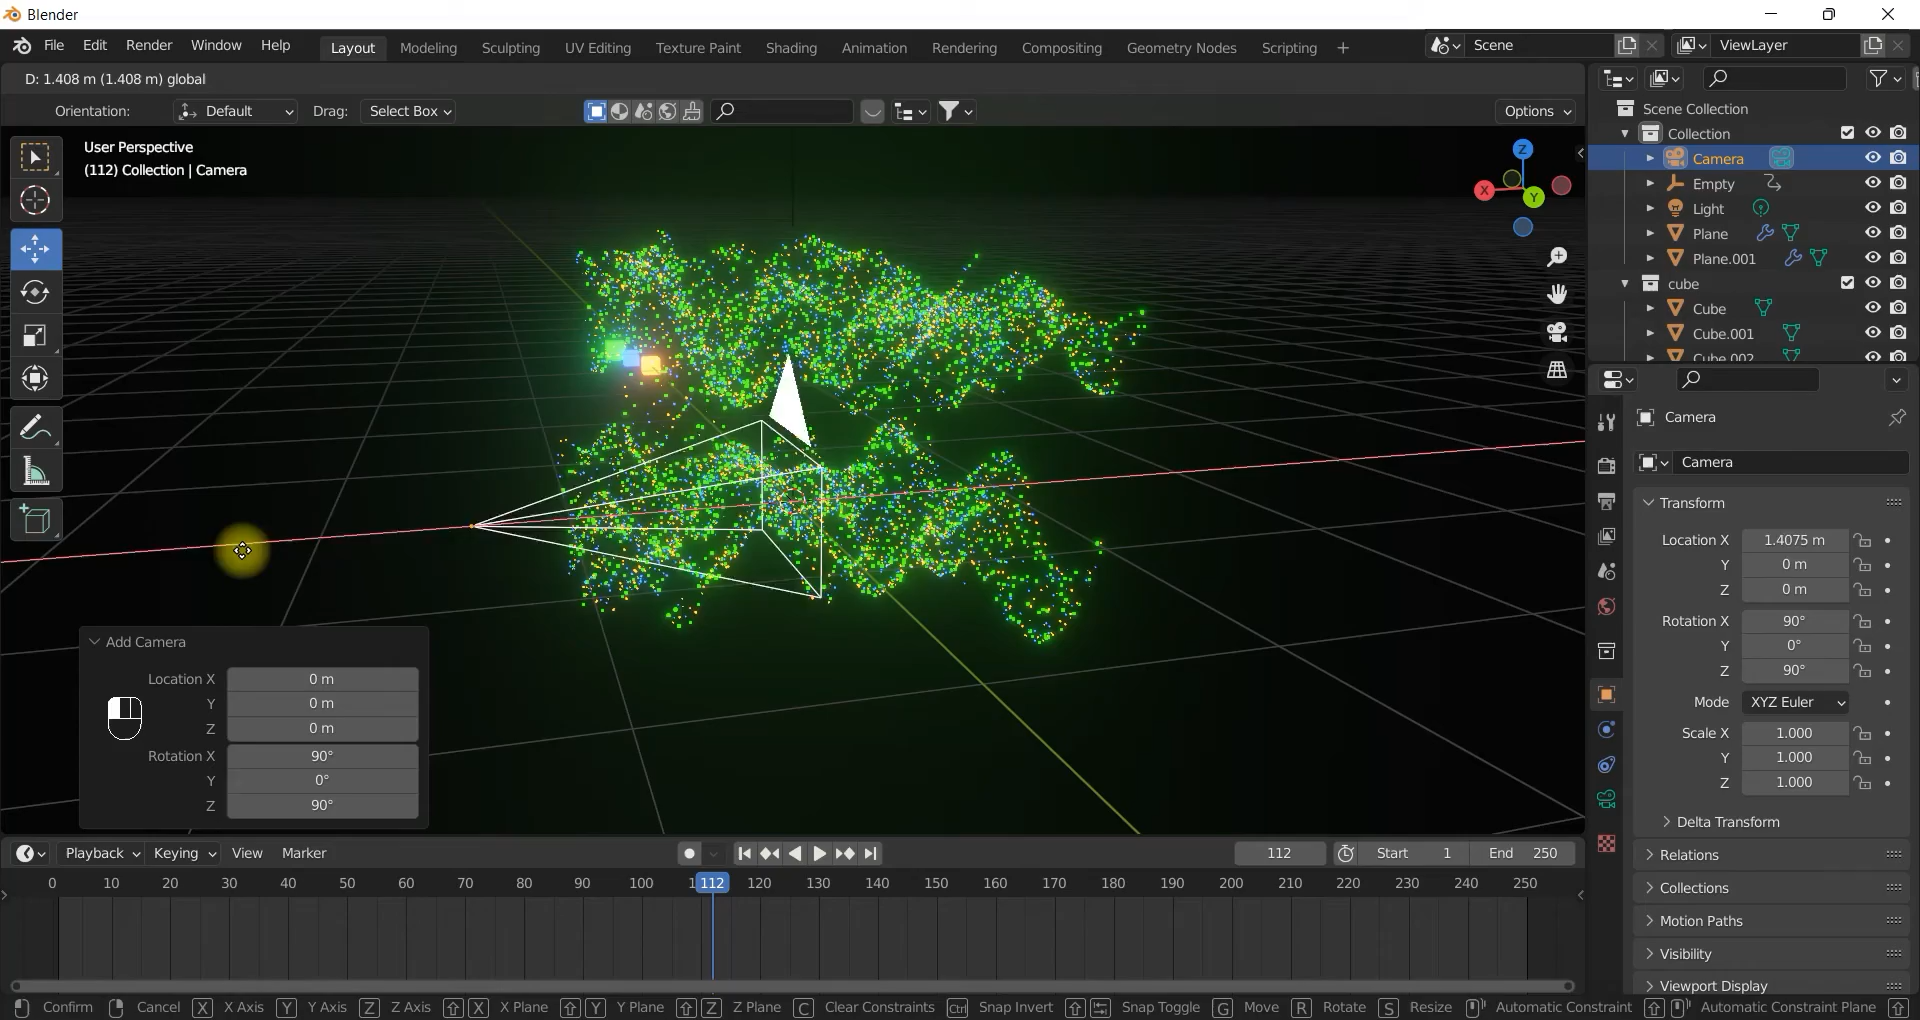 Blender
File Edit Render Window Help Layout Modeling Sculpting UV Editing Texture Paint Shading Animation Rendering Compositing Geometry Nodes Scripting + Scene ViewLayer
D: 1.408 m (1.408 m) global
Orientation: Default Drag: Select Box Options
User Perspective
(112) Collection | Camera
Z
X
Y
Scene Collection
Collection
Camera
Empty
Light
Plane
Plane.001
cube
Cube
Cube.001
Cube.002
Camera
Camera
Transform
Location X 1.4075 m
Y 0 m
Z 0 m
Rotation X 90°
Y 0°
Z 90°
Mode XYZ Euler
Scale X 1.000
Y 1.000
Z 1.000
Delta Transform
Relations
Collections
Motion Paths
Visibility
Viewport Display
Add Camera
Location X 0 m
Y 0 m
Z 0 m
Rotation X 90°
Y 0°
Z 90°
Playback Keying View Marker 112 Start 1 End 250
0 10 20 30 40 50 60 70 80 90 100 1 112 120 130 140 150 160 170 180 190 200 210 220 230 240 250
Confirm Cancel X X Axis Y Y Axis Z Z Axis X X Plane Y Y Plane Z Z Plane C Clear Constraints Ctrl Snap Invert Snap Toggle G Move R Rotate S Resize Automatic Constraint Automatic Constraint Plane